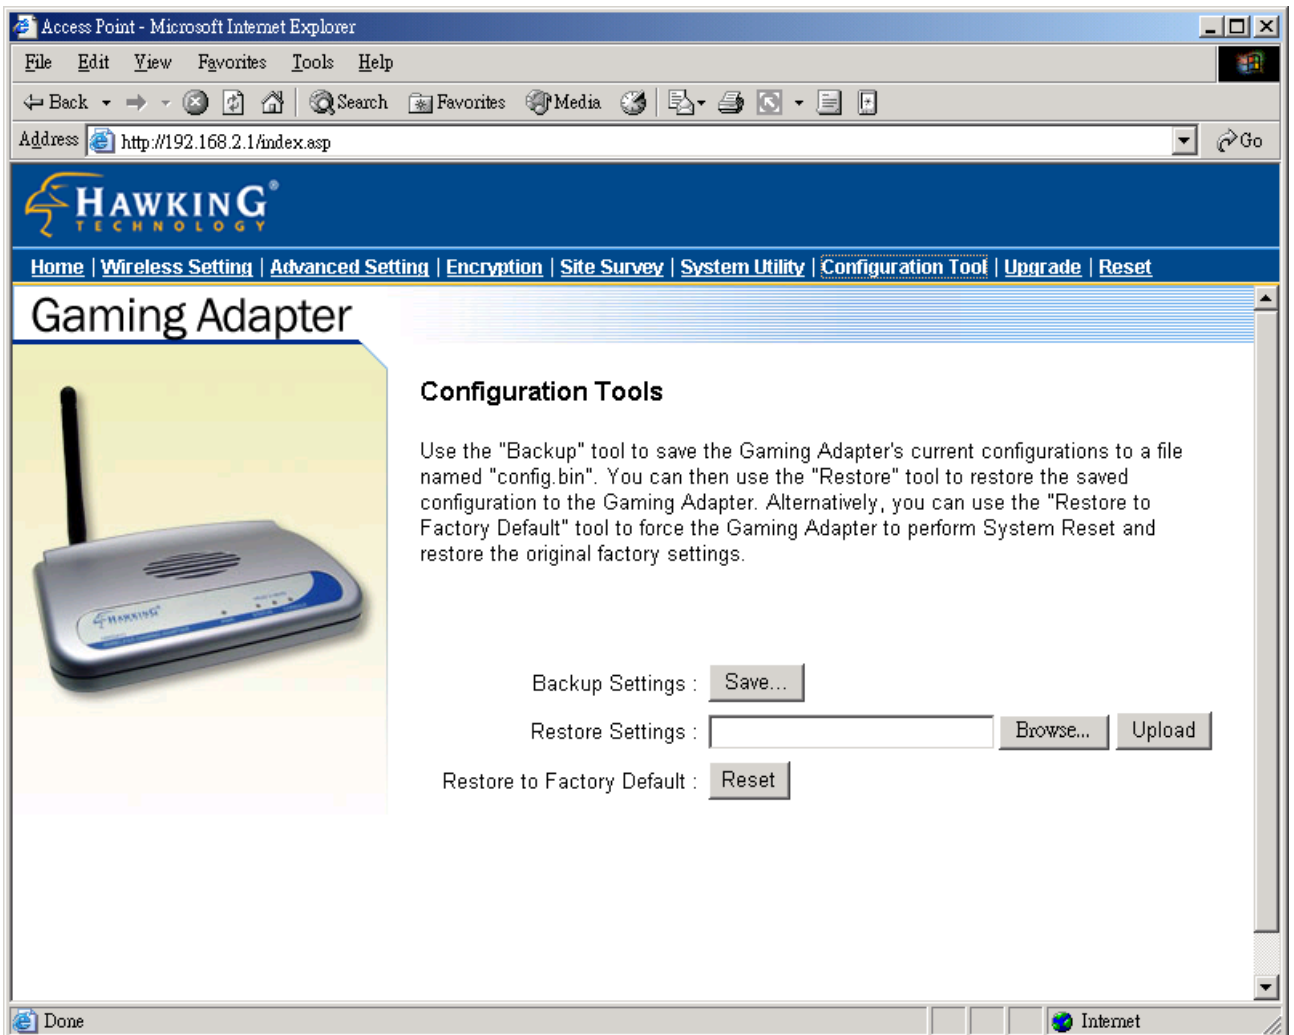 Access Point - Microsoft Internet Explorer
File Edit View Favorites Tools Help
Back Search Favorites Media
Address http://192.168.2.1/index.asp Go
HAWKING®
TECHNOLOGY
Home | Wireless Setting | Advanced Setting | Encryption | Site Survey | System Utility | Configuration Tool | Upgrade | Reset
Gaming Adapter
HAWKING
Configuration Tools
Use the "Backup" tool to save the Gaming Adapter's current configurations to a file
named "config.bin". You can then use the "Restore" tool to restore the saved
configuration to the Gaming Adapter. Alternatively, you can use the "Restore to
Factory Default" tool to force the Gaming Adapter to perform System Reset and
restore the original factory settings.
Backup Settings : Save...
Restore Settings : Browse... Upload
Restore to Factory Default : Reset
Done Internet